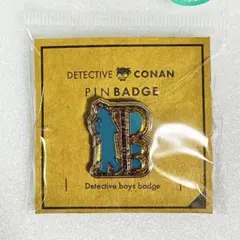 DETECTIVE CONAN
PIN BADGE
Detective boys badge